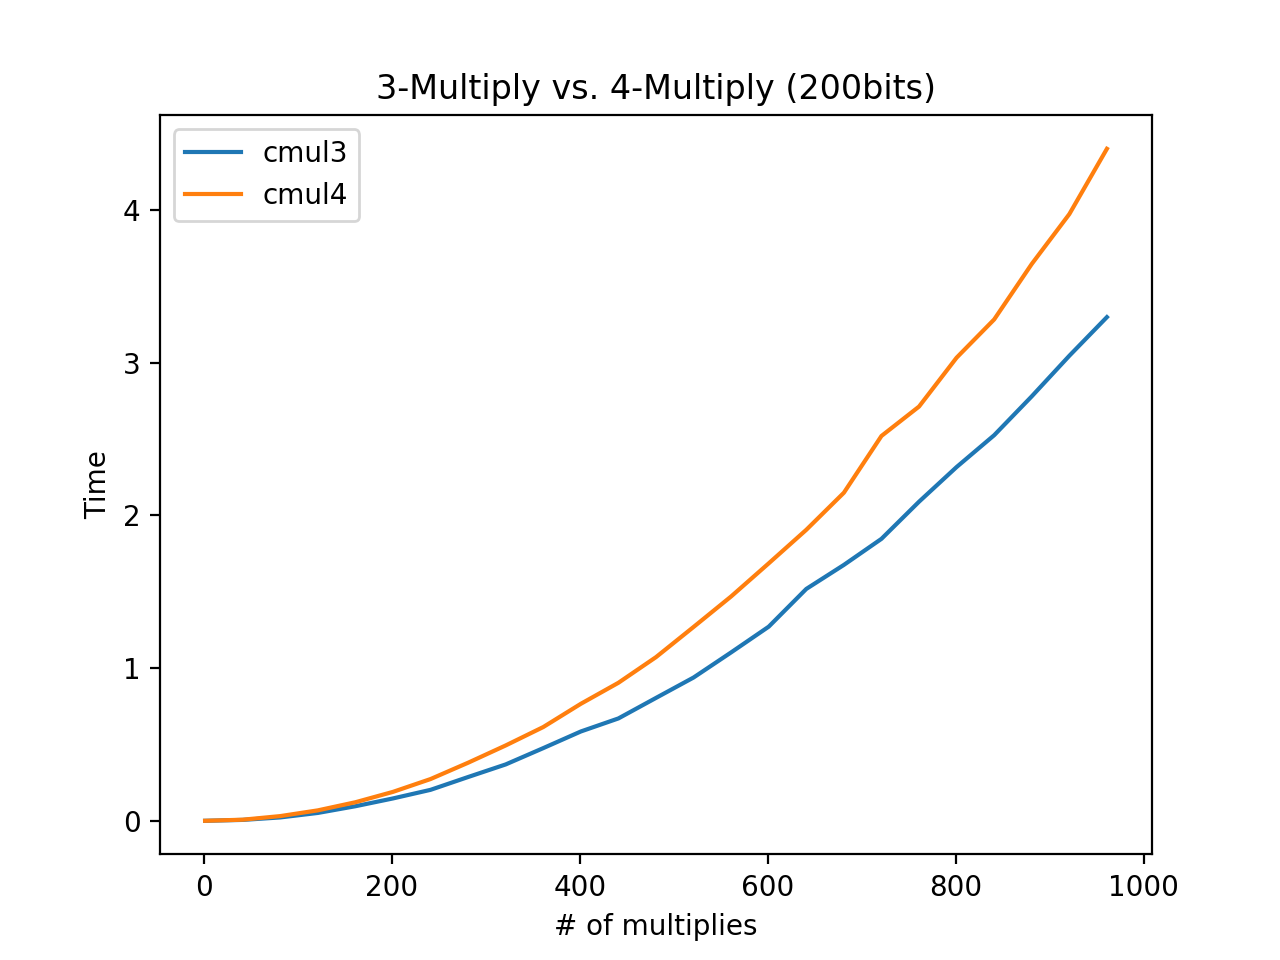 3-Multiply vs. 4-Multiply (200bits)
cmul3
cmul4
4
3
2
1
0
Time
0 200 400 600 800 1000
# of multiplies